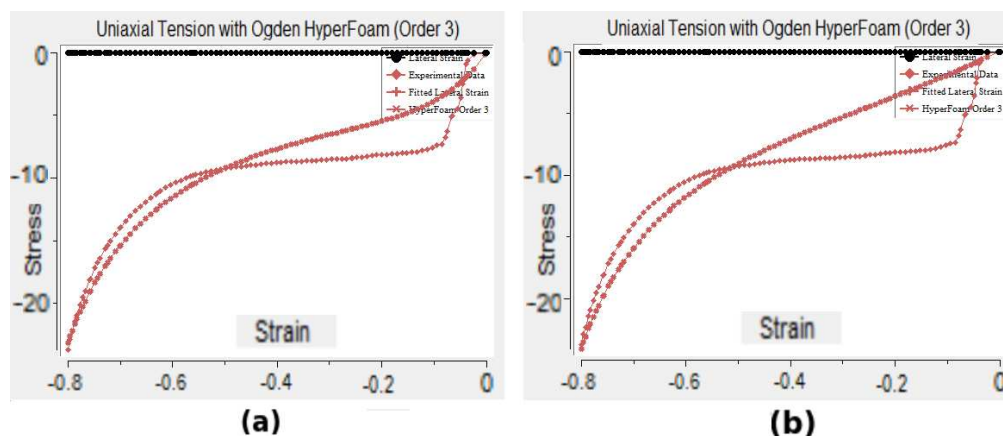 Uniaxial Tension with Ogden HyperFoam (Order 3)
0
Lateral Strain
Experimental Data
Fitted Lateral Strain
HyperFoam Order 3
-10
Stress
-20
Strain
-0.8
-0.6
-0.4
-0.2
0
(a)
Uniaxial Tension with Ogden HyperFoam (Order 3)
0
Lateral Strain
Experimental Data
Fitted Lateral Strain
HyperFoam Order 3
-10
Stress
-20
Strain
-0.8
-0.6
-0.4
-0.2
0
(b)